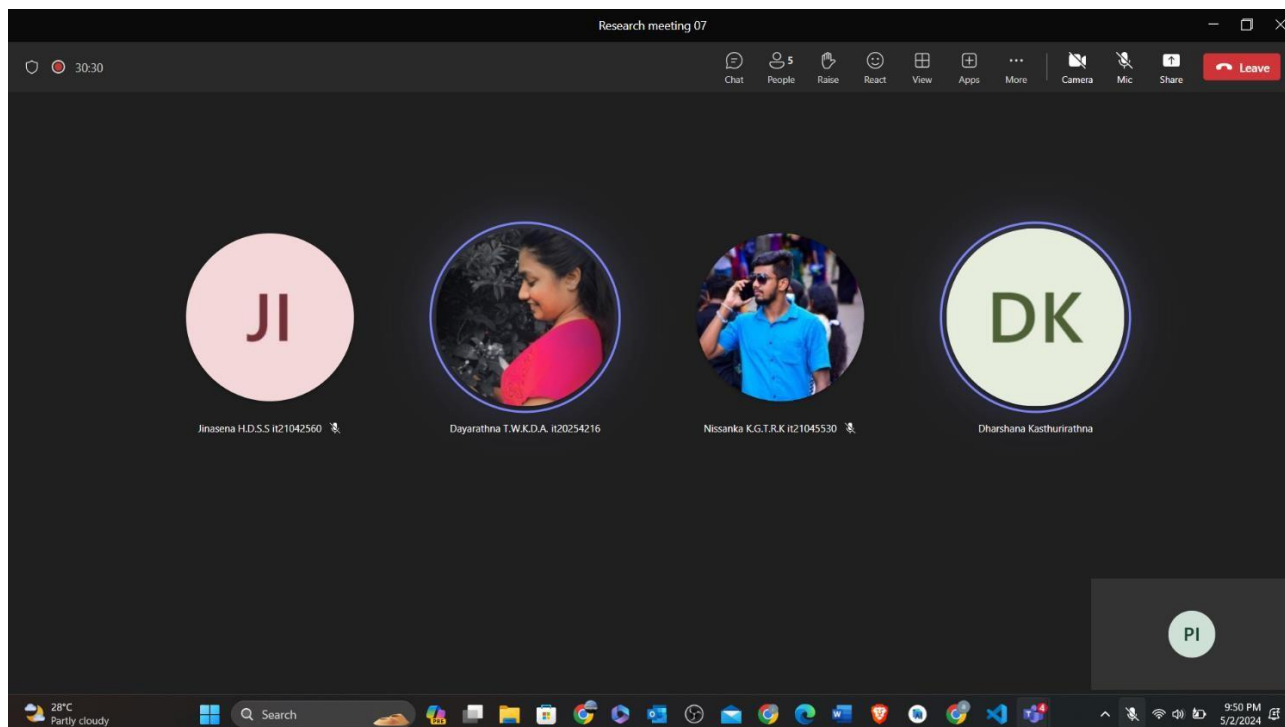 Research meeting 07
30:30
Chat
5
People
Raise
React
View
Apps
More
Camera
Mic
Share
Leave
JI
DK
Jinasena H.D.S.S it21042560
Dayarathna T.W.K.D.A. it20254216
Nissanka K.G.T.R.K it21045530
Dharshana Kasthurirathna
PI
28°C
Partly cloudy
Search
PRE
4
9:50 PM
5/2/2024